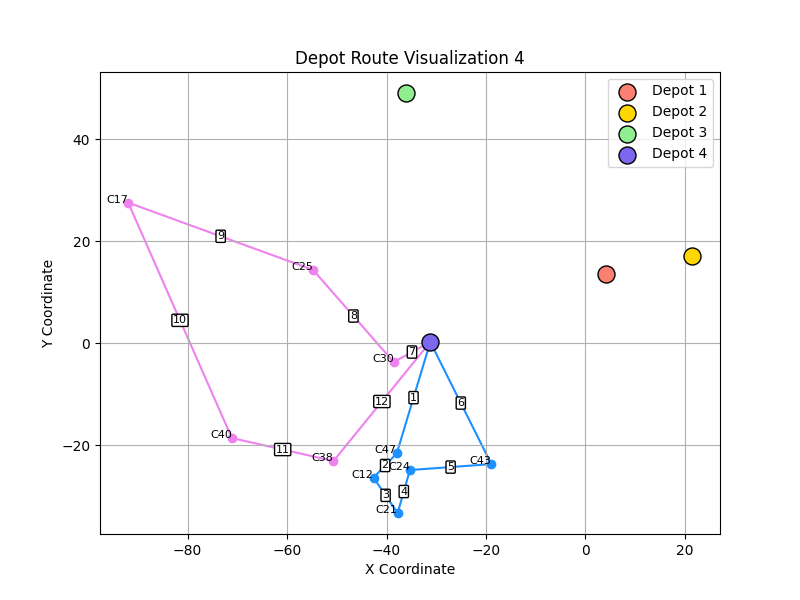 Depot Route Visualization 4
Depot 1
Depot 2
Depot 3
Depot 4
Y Coordinate
40
20
0
−20
C17
9
C25
10
8
C30
7
12
1
6
C40
11
C38
C47
2
C24
5
C43
C12
3
4
C21
−80
−60
−40
−20
0
20
X Coordinate